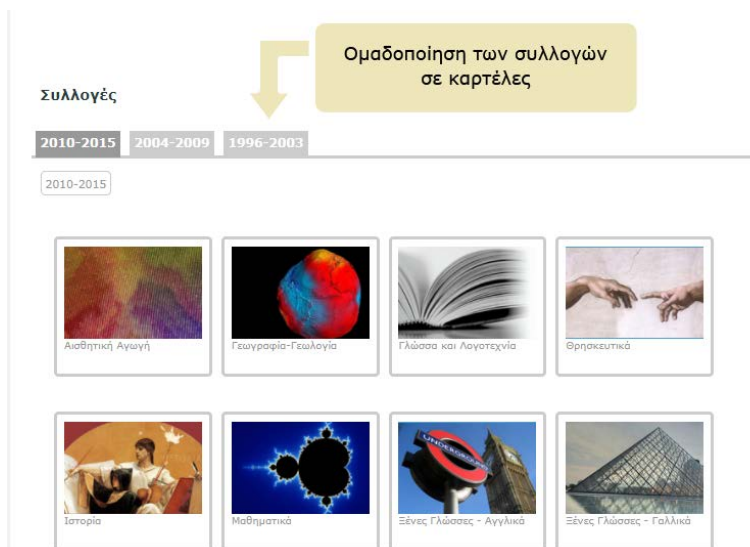 Ομαδοποίηση των συλλογών
σε καρτέλες
Συλλογές
2010-2015 2004-2009 1996-2003
2010-2015
Αισθητική Αγωγή Γεωγραφία-Γεωλογία Γλώσσα και Λογοτεχνία Θρησκευτικά
UNDERGROUND
Ιστορία Μαθηματικά Ξένες Γλώσσες - Αγγλικά Ξένες Γλώσσες - Γαλλικά